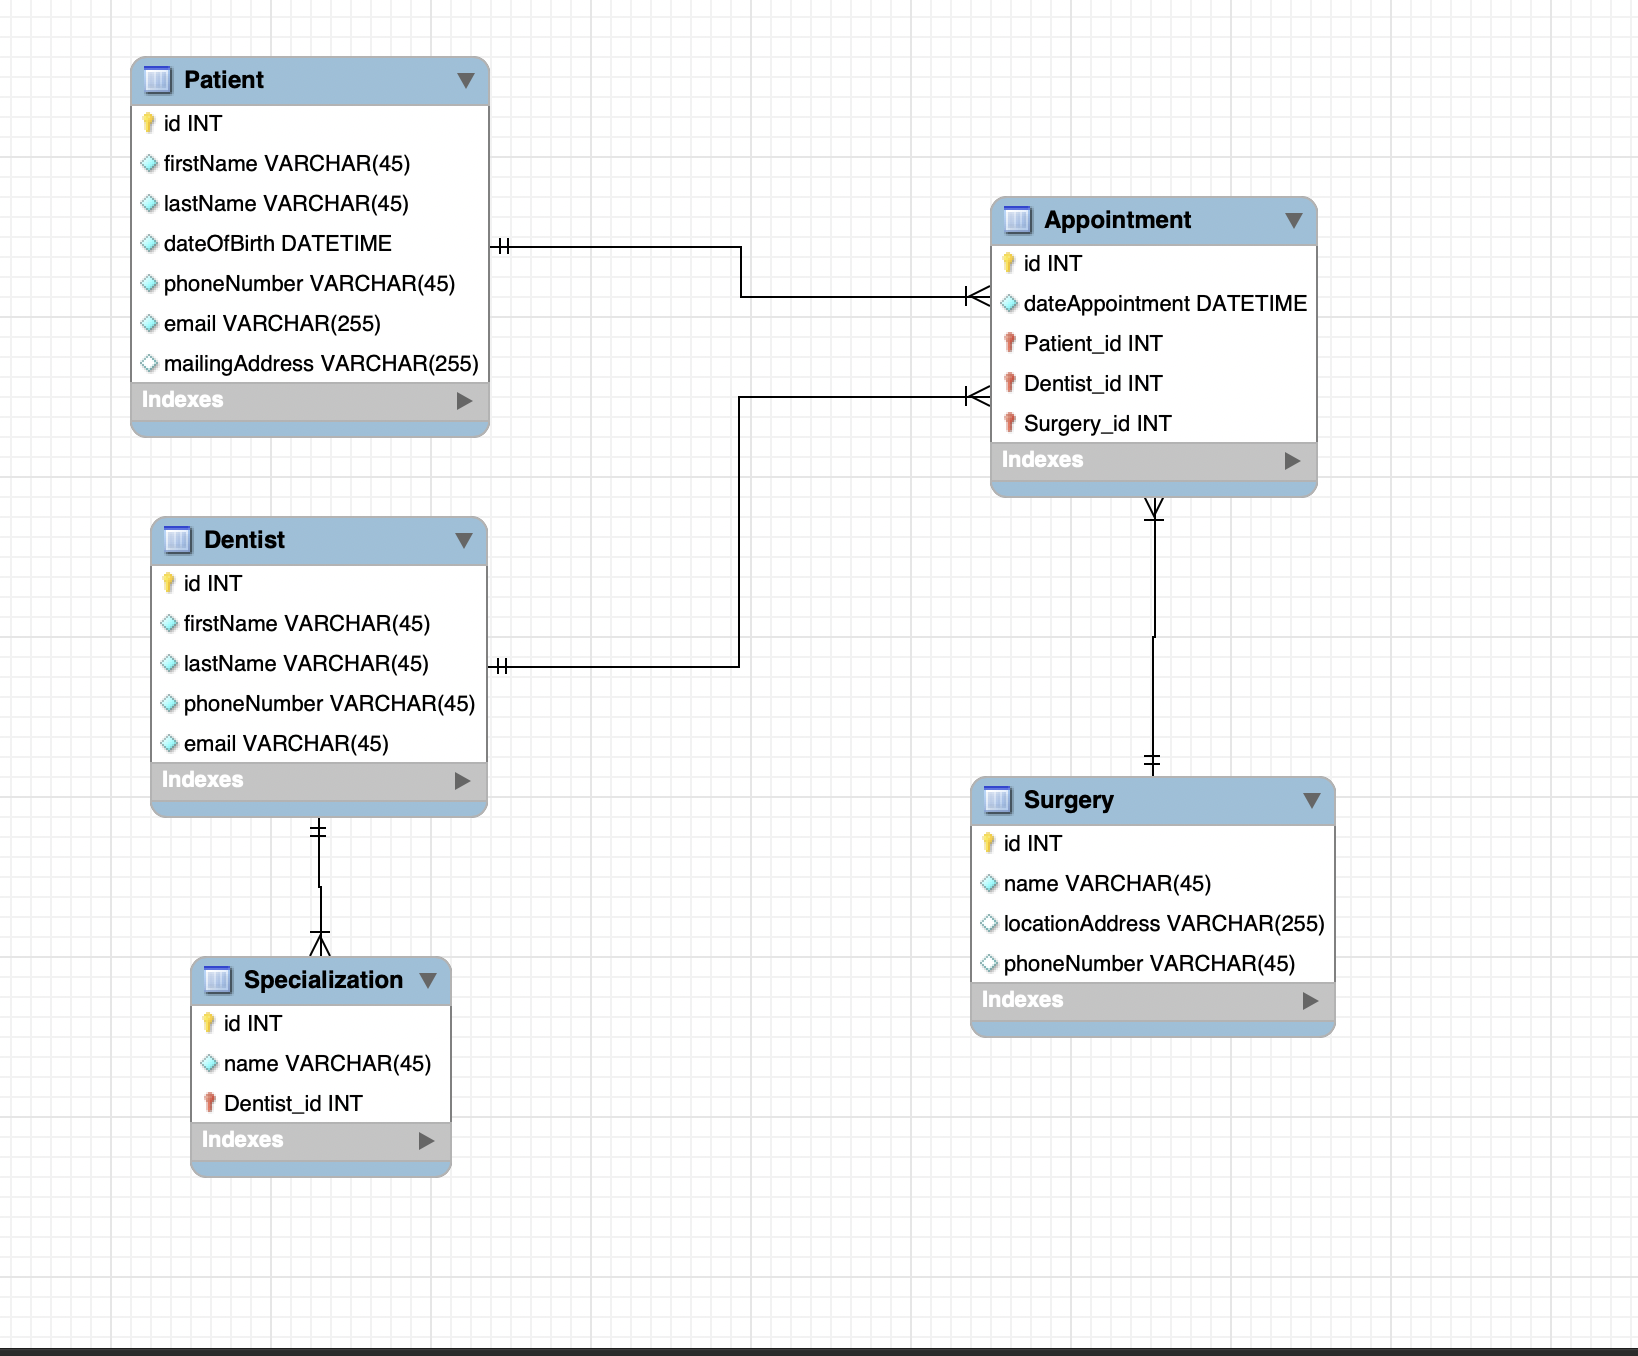 Patient
id INT
firstName VARCHAR(45)
lastName VARCHAR(45)
dateOfBirth DATETIME
phoneNumber VARCHAR(45)
email VARCHAR(255)
mailingAddress VARCHAR(255)
Indexes
Appointment
id INT
dateAppointment DATETIME
Patient_id INT
Dentist_id INT
Surgery_id INT
Indexes
Dentist
id INT
firstName VARCHAR(45)
lastName VARCHAR(45)
phoneNumber VARCHAR(45)
email VARCHAR(45)
Indexes
Surgery
id INT
name VARCHAR(45)
locationAddress VARCHAR(255)
phoneNumber VARCHAR(45)
Indexes
Specialization
id INT
name VARCHAR(45)
Dentist_id INT
Indexes